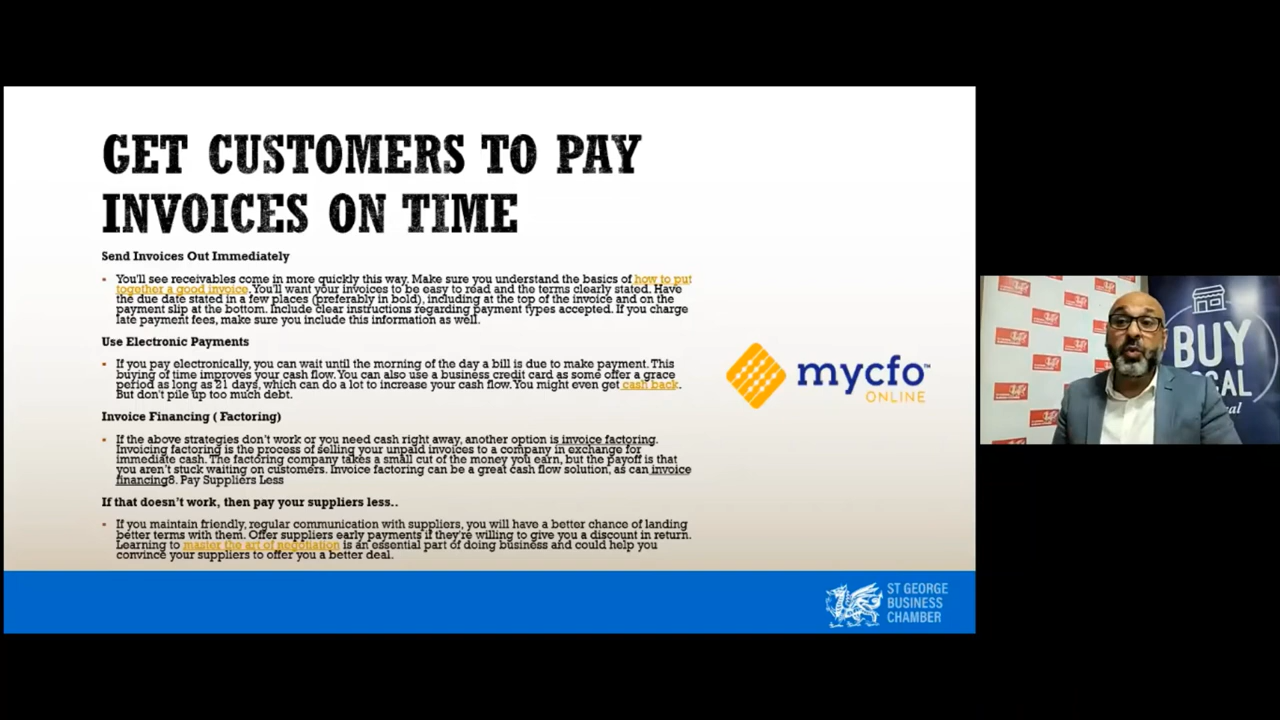 GET CUSTOMERS TO PAY
INVOICES ON TIME
Send Invoices Out Immediately
You'll see receivables come in more quickly this way. Make sure you understand the basics of how to put
together a good invoice. You'll want your invoices to be easy to read and the terms clearly stated. Have
the due date stated in a few places (preferably in bold), including at the top of the invoice and on the
payment slip at the bottom. Include clear instructions regarding payment types accepted. If you charge
late payment fees, make sure you include this information as well.
Use Electronic Payments
If you pay electronically, you can wait until the morning of the day a bill is due to make payment. This
buying of time improves your cash flow. You can also use a business credit card as some offer a grace
period as long as 21 days, which can do a lot to increase your cash flow. You might even get cash back.
But don't pile up too much debt.
Invoice Financing ( Factoring)
If the above strategies don't work or you need cash right away, another option is invoice factoring.
Invoicing factoring is the process of selling your unpaid invoices to a company in exchange for
immediate cash. The factoring company takes a small cut of the money you earn, but the payoff is that
you aren't stuck waiting on customers. Invoice factoring can be a great cash flow solution, as can invoice
financing8. Pay Suppliers Less
If that doesn't work, then pay your suppliers less..
If you maintain friendly, regular communication with suppliers, you will have a better chance of landing
better terms with them. Offer suppliers early payments if they're willing to give you a discount in return.
Learning to master the art of negotiation is an essential part of doing business and could help you
convince your suppliers to offer you a better deal.
mycfo™
ONLINE
ST GEORGE
BUSINESS
CHAMBER
BUY